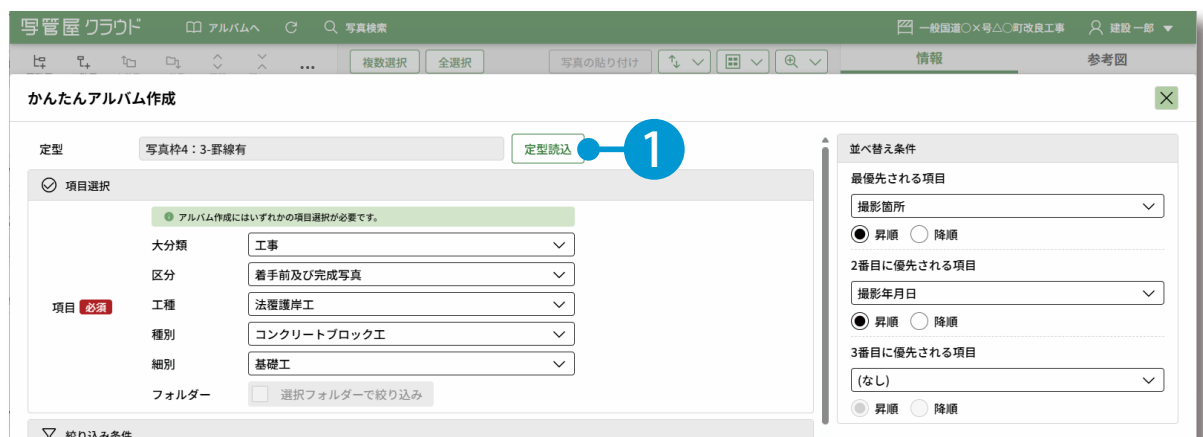 写管屋クラウド アルバムへ 写真検索 一般国道○×号△○町改良工事 建設 一郎
... 複数選択 全選択 写真の貼り付け 情報 参考図
かんたんアルバム作成
定型 写真枠4：3-罫線有 定型読込 1
項目選択
アルバム作成にはいずれかの項目選択が必要です。
大分類 工事
区分 着手前及び完成写真
項目 必須 工種 法覆護岸工
種別 コンクリートブロック工
細別 基礎工
フォルダー 選択フォルダーで絞り込み
絞り込み条件
並べ替え条件
最優先される項目
撮影箇所
昇順 降順
2番目に優先される項目
撮影年月日
昇順 降順
3番目に優先される項目
(なし)
昇順 降順